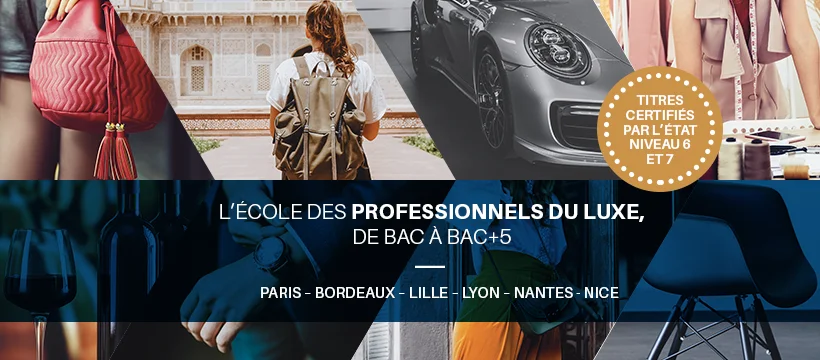 TITRES
CERTIFIÉS
PAR L'ÉTAT
NIVEAU 6
ET 7
L'ÉCOLE DES PROFESSIONNELS DU LUXE,
DE BAC À BAC+5
PARIS – BORDEAUX – LILLE – LYON – NANTES - NICE